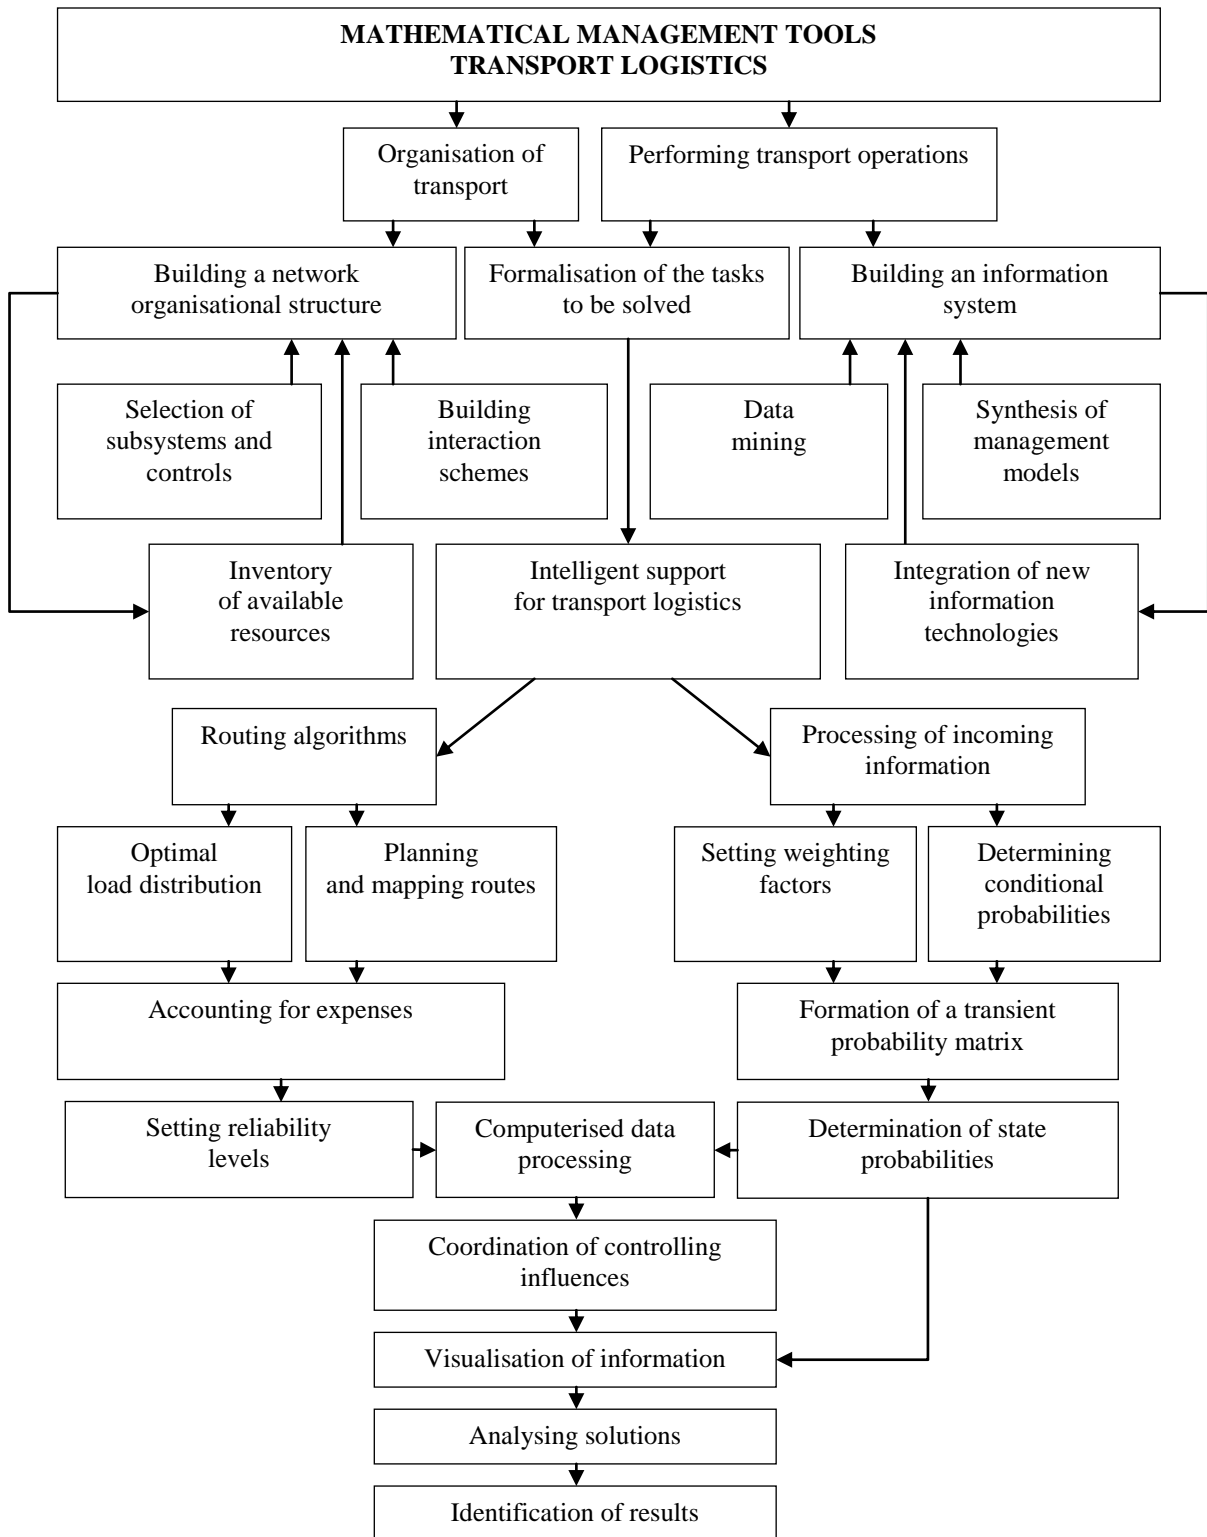 MATHEMATICAL MANAGEMENT TOOLS
TRANSPORT LOGISTICS
Organisation of
transport
Performing transport operations
Building a network
organisational structure
Formalisation of the tasks
to be solved
Building an information
system
Selection of
subsystems and
controls
Building
interaction
schemes
Data
mining
Synthesis of
management
models
Inventory
of available
resources
Intelligent support
for transport logistics
Integration of new
information
technologies
Routing algorithms
Processing of incoming
information
Optimal
load distribution
Planning
and mapping routes
Setting weighting
factors
Determining
conditional
probabilities
Accounting for expenses
Formation of a transient
probability matrix
Setting reliability
levels
Computerised data
processing
Determination of state
probabilities
Coordination of controlling
influences
Visualisation of information
Analysing solutions
Identification of results